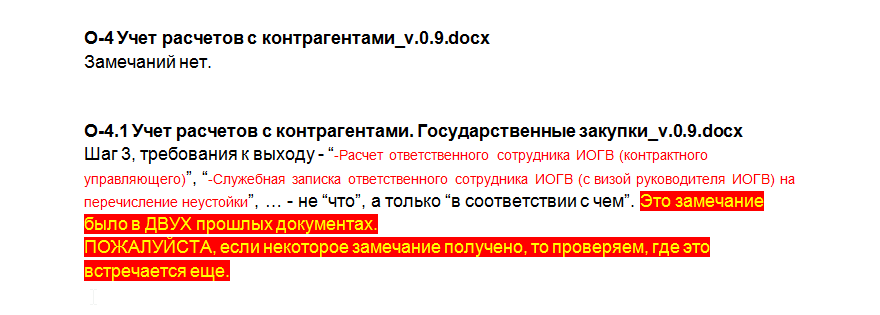 О-4 Учет расчетов с контрагентами_v.0.9.docx
Замечаний нет.
О-4.1 Учет расчетов с контрагентами. Государственные закупки_v.0.9.docx
Шаг 3, требования к выходу - “-Расчет ответственного сотрудника ИОГВ (контрактного
управляющего)”, “-Служебная записка ответственного сотрудника ИОГВ (с визой руководителя ИОГВ) на
перечисление неустойки”, … - не “что”, а только “в соответствии с чем”. Это замечание
было в ДВУХ прошлых документах.
ПОЖАЛУЙСТА, если некоторое замечание получено, то проверяем, где это
встречается еще.